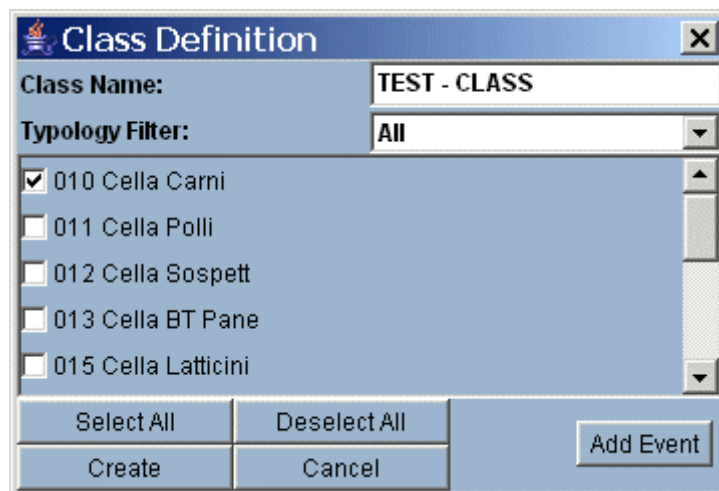 Class Definition
Class Name: TEST - CLASS
Typology Filter: All
010 Cella Carni
011 Cella Polli
012 Cella Sospett
013 Cella BT Pane
015 Cella Latticini
Select All Deselect All
Add Event
Create Cancel